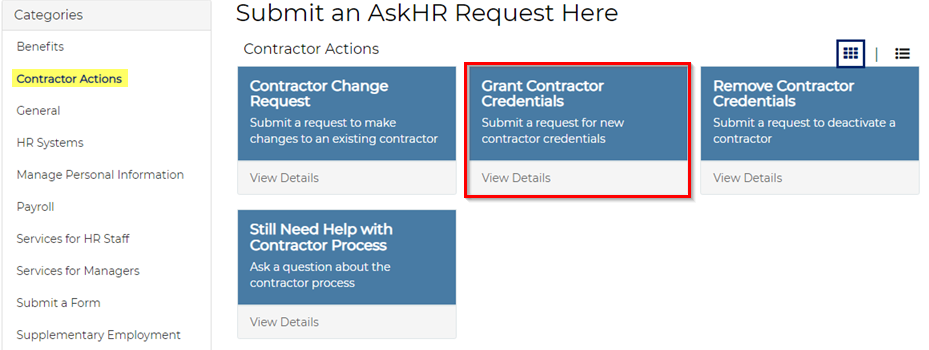 Categories
Benefits
Contractor Actions
General
HR Systems
Manage Personal Information
Payroll
Services for HR Staff
Services for Managers
Submit a Form
Supplementary Employment
Submit an AskHR Request Here
Contractor Actions
Contractor Change
Request
Submit a request to make
changes to an existing contractor
View Details
Grant Contractor
Credentials
Submit a request for new
contractor credentials
View Details
Remove Contractor
Credentials
Submit a request to deactivate a
contractor
View Details
Still Need Help with
Contractor Process
Ask a question about the
contractor process
View Details